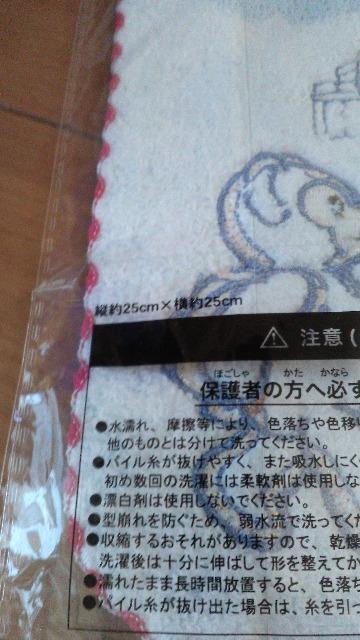 縦約25cm×横約25cm
⚠ 注意(
保護者の方へ必ず
ほごしゃ かた かなら
●水濡れ、摩擦等により、色落ちや色移り
他のものとは分けて洗ってください。
●パイル糸が抜けやすく、また吸水しにく
初め数回の洗濯には柔軟剤は使用しな
●漂白剤は使用しないでください。
●型崩れを防ぐため、弱水流で洗ってくだ
●収縮するおそれがありますので、乾燥
洗濯後は十分に伸ばして形を整えてか
●濡れたまま長時間放置すると、色落ち
●パイル糸が抜け出た場合は、糸を引っ